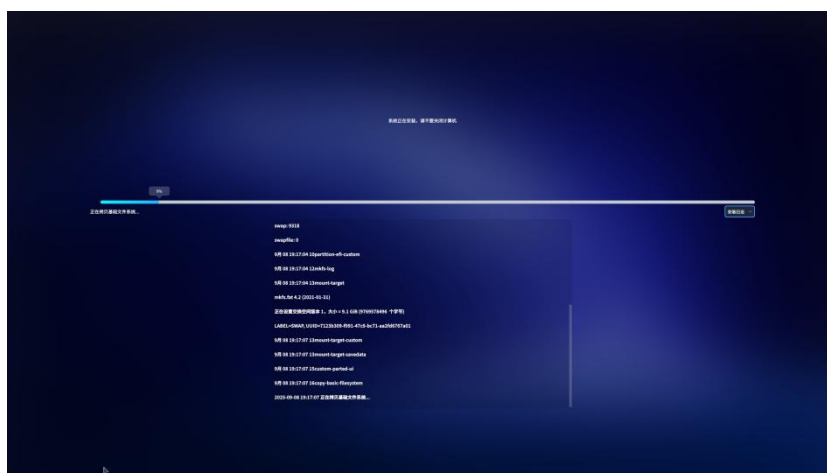 系统正在安装，请不要关闭计算机
9%
正在拷贝基础文件系统...
安装日志
swap: 9318
swapfile: 0
9月 08 19:17:04 10partition-efi-custom
9月 08 19:17:04 12mkfs-log
9月 08 19:17:04 13mount-target
mkfs.fat 4.2 (2021-01-31)
正在设置交换空间版本 1，大小 = 9.1 GiB (9769578496 个字节)
LABEL=SWAP, UUID=7123b309-f991-47c5-bc71-aa2fd6767a01
9月 08 19:17:07 13mount-target-custom
9月 08 19:17:07 13mount-target-savedata
9月 08 19:17:07 15custom-parted-ui
9月 08 19:17:07 16copy-basic-filesystem
2025-09-08 19:17:07 正在拷贝基础文件系统...